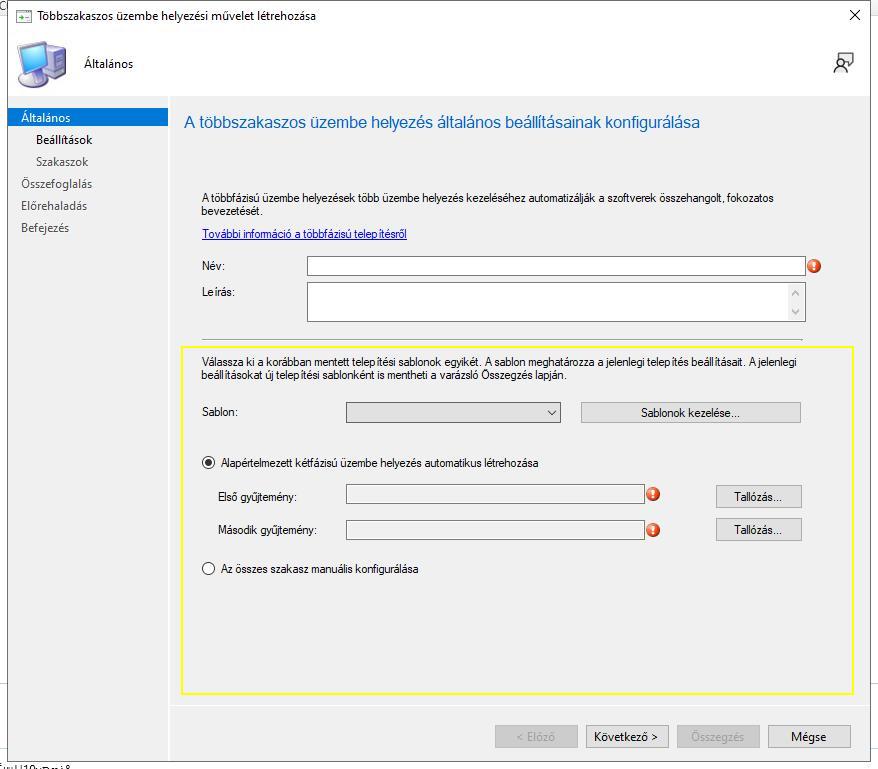 Többszakaszos üzembe helyezési művelet létrehozása
Általános
Általános
Beállítások
Szakaszok
Összefoglalás
Előrehaladás
Befejezés
A többszakaszos üzembe helyezés általános beállításainak konfigurálása
A többfázisú üzembe helyezések több üzembe helyezés kezeléséhez automatizálják a szoftverek összehangolt, fokozatos
bevezetését.
További információ a többfázisú telepítésről
Név:
Leírás:
Válassza ki a korábban mentett telepítési sablonok egyikét. A sablon meghatározza a jelenlegi telepítés beállításait. A jelenlegi
beállításokat új telepítési sablonként is mentheti a varázsló Összegzés lapján.
Sablon:
Sablonok kezelése...
Alapértelmezett kétfázisú üzembe helyezés automatikus létrehozása
Első gyűjtemény:
Tallózás...
Második gyűjtemény:
Tallózás...
Az összes szakasz manuális konfigurálása
< Előző
Következő >
Összegzés
Mégse